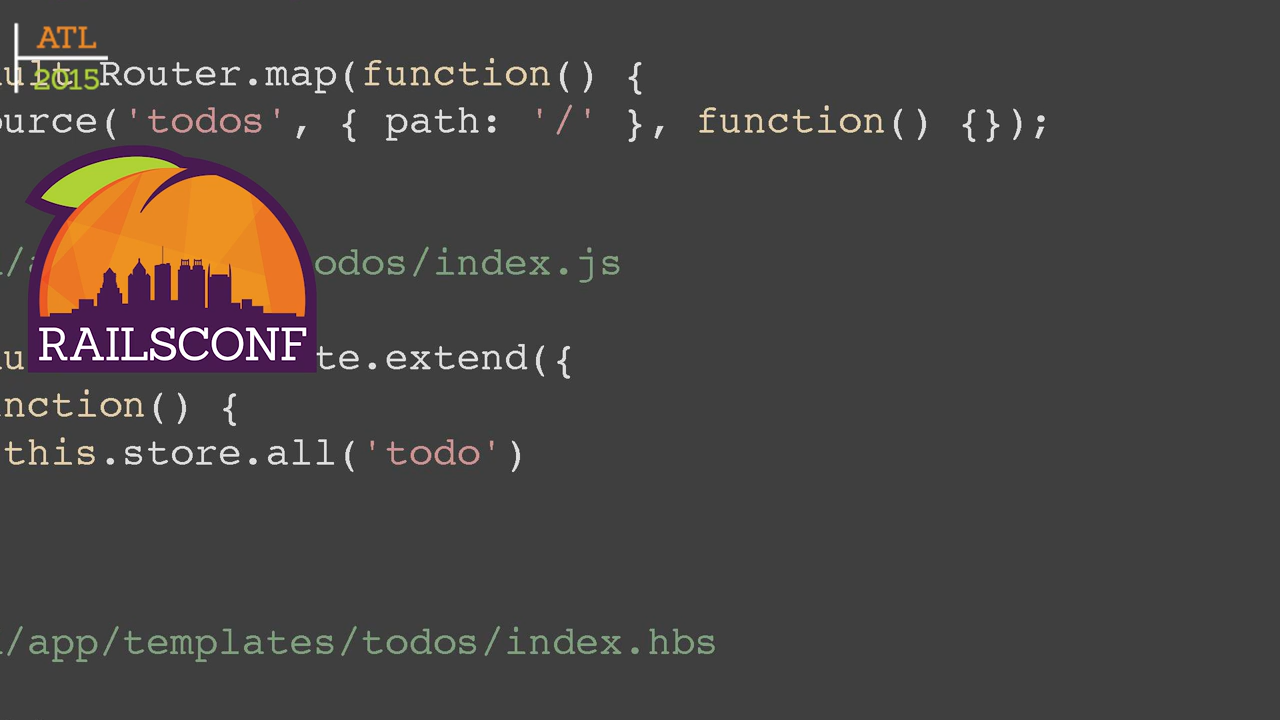 ATL
2015
Router.map(function() {
ource('todos', { path: '/' }, function() {});
odos/index.js
RAILSCONF
te.extend({
nction() {
this.store.all('todo')
/app/templates/todos/index.hbs